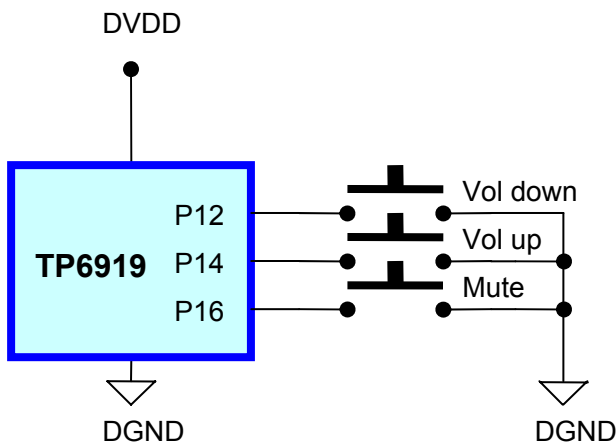 DVDD
P12
Vol down
TP6919
P14
Vol up
P16
Mute
DGND
DGND